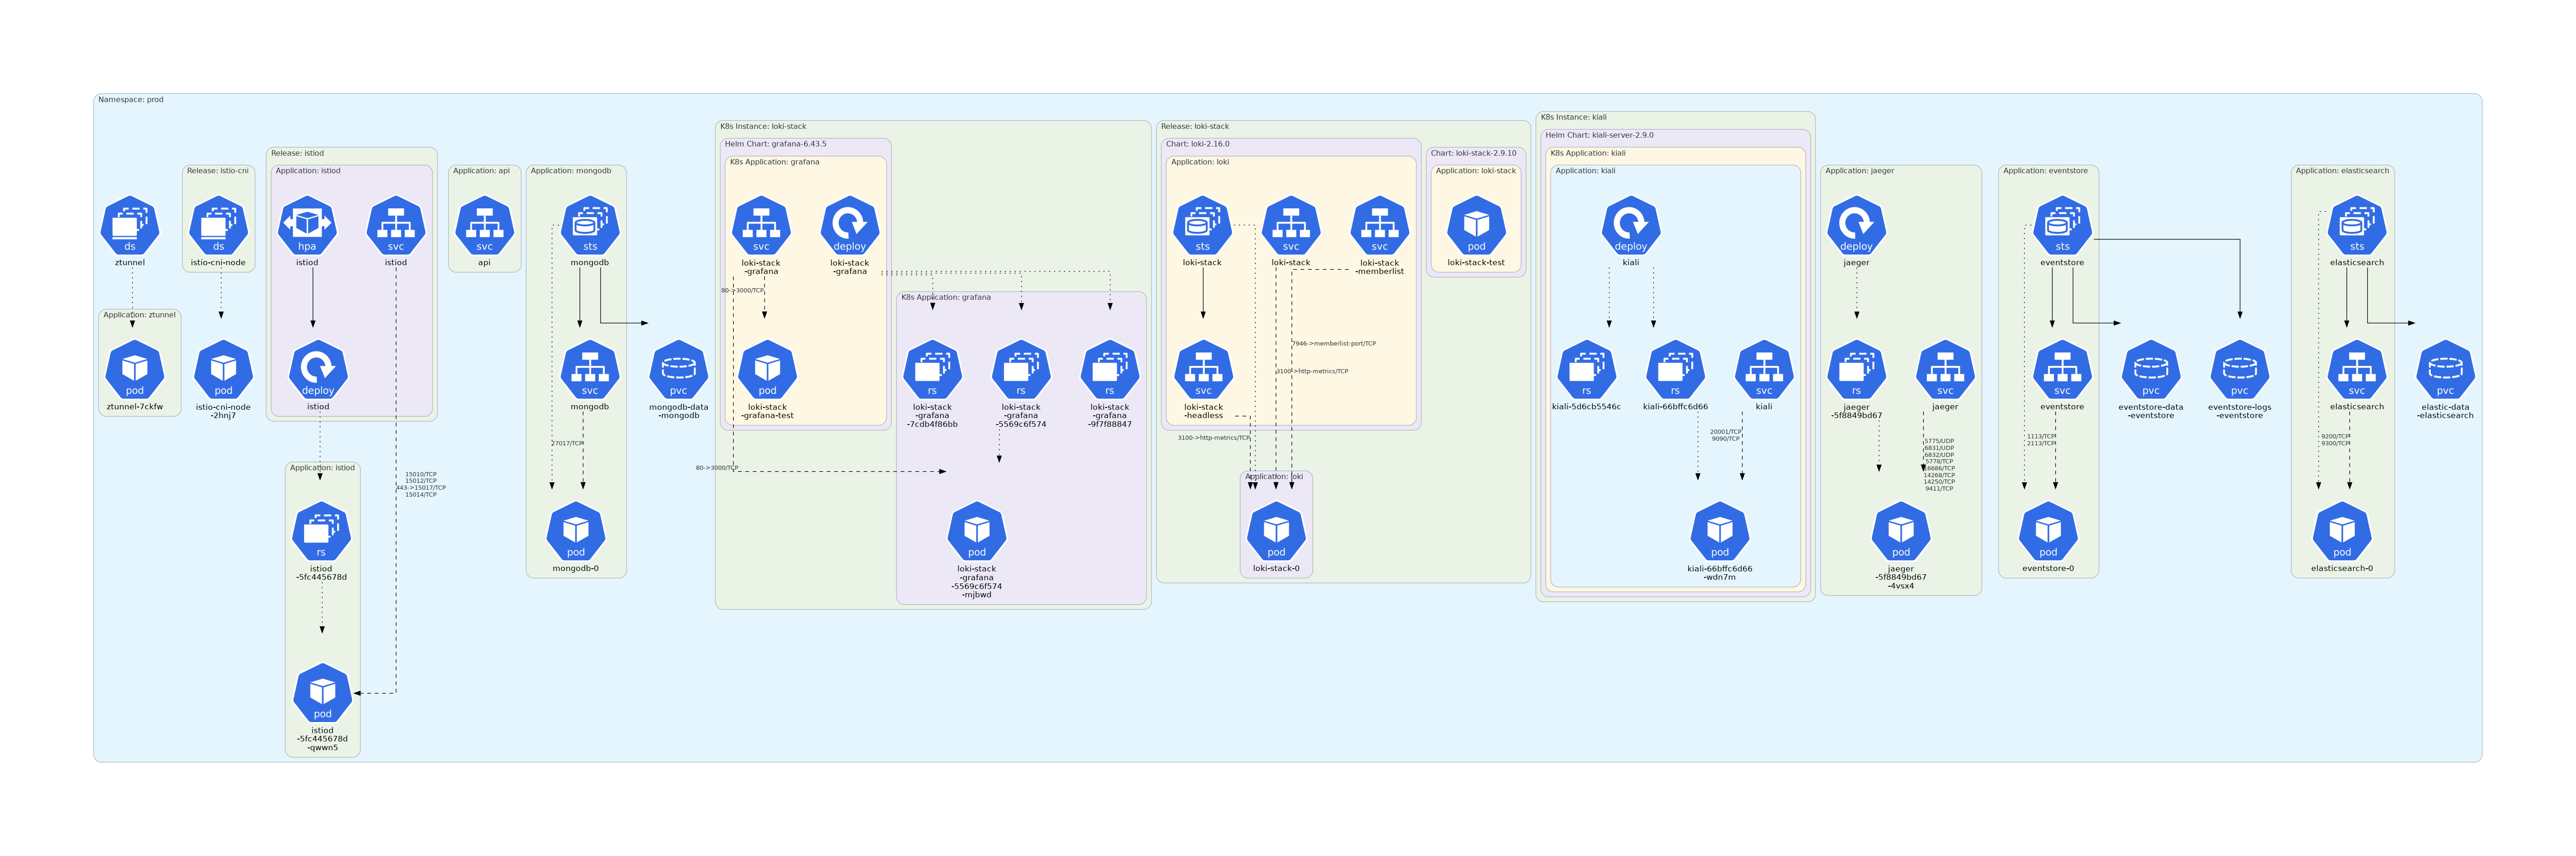 Namespace: prod
ds
ztunnel
Application: ztunnel
pod
ztunnel-7ckfw
Release: istio-cni
ds
istio-cni-node
pod
istio-cni-node
-2hnj7
Release: istiod
Application: istiod
hpa
istiod
svc
istiod
deploy
istiod
15010/TCP
15012/TCP
443->15017/TCP
15014/TCP
Application: istiod
rs
istiod
-5fc445678d
pod
istiod
-5fc445678d
-qwwn5
Application: api
svc
api
Application: mongodb
sts
mongodb
svc
mongodb
27017/TCP
pod
mongodb-0
pvc
mongodb-data
-mongodb
K8s Instance: loki-stack
Helm Chart: grafana-6.43.5
K8s Application: grafana
svc
loki-stack
-grafana
deploy
loki-stack
-grafana
80->3000/TCP
pod
loki-stack
-grafana-test
80->3000/TCP
K8s Application: grafana
rs
loki-stack
-grafana
-7cdb4f86bb
rs
loki-stack
-grafana
-5569c6f574
rs
loki-stack
-grafana
-9f7f88847
pod
loki-stack
-grafana
-5569c6f574
-mjbwd
Release: loki-stack
Chart: loki-2.16.0
Application: loki
sts
loki-stack
svc
loki-stack
svc
loki-stack
-memberlist
7946->memberlist-port/TCP
3100->http-metrics/TCP
svc
loki-stack
-headless
3100->http-metrics/TCP
Application: loki
pod
loki-stack-0
Chart: loki-stack-2.9.10
Application: loki-stack
pod
loki-stack-test
K8s Instance: kiali
Helm Chart: kiali-server-2.9.0
K8s Application: kiali
Application: kiali
deploy
kiali
rs
kiali-5d6cb5546c
rs
kiali-66bffc6d66
svc
kiali
20001/TCP
9090/TCP
pod
kiali-66bffc6d66
-wdn7m
Application: jaeger
deploy
jaeger
rs
jaeger
-5f8849bd67
svc
jaeger
5775/UDP
6831/UDP
6832/UDP
5778/TCP
16686/TCP
14268/TCP
14250/TCP
9411/TCP
pod
jaeger
-5f8849bd67
-4vsx4
Application: eventstore
sts
eventstore
svc
eventstore
1113/TCP
2113/TCP
pod
eventstore-0
pvc
eventstore-data
-eventstore
pvc
eventstore-logs
-eventstore
Application: elasticsearch
sts
elasticsearch
svc
elasticsearch
9200/TCP
9300/TCP
pod
elasticsearch-0
pvc
elastic-data
-elasticsearch